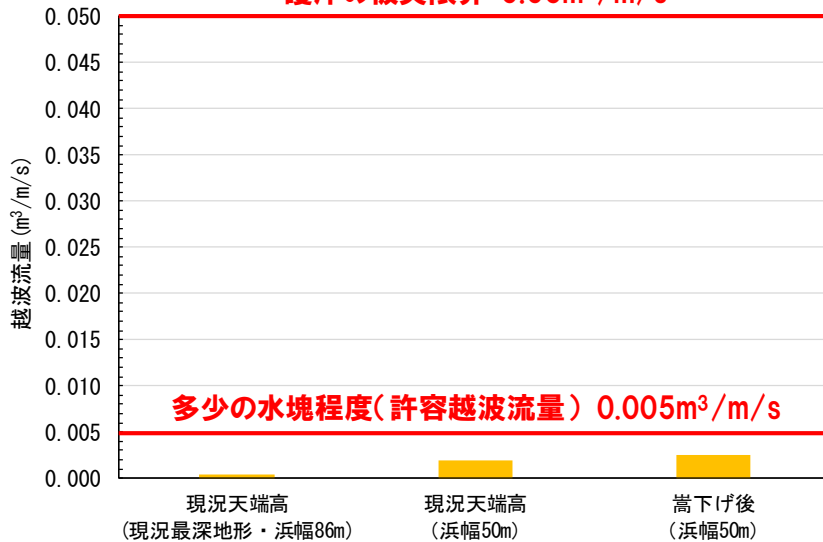 0.050
0.045
0.040
0.035
0.030
0.025
0.020
0.015
0.010
0.005
0.000
越波流量(m³/m/s)
多少の水塊程度(許容越波流量) 0.005m³/m/s
現況天端高
(現況最深地形・浜幅86m)
現況天端高
(浜幅50m)
嵩下げ後
(浜幅50m)